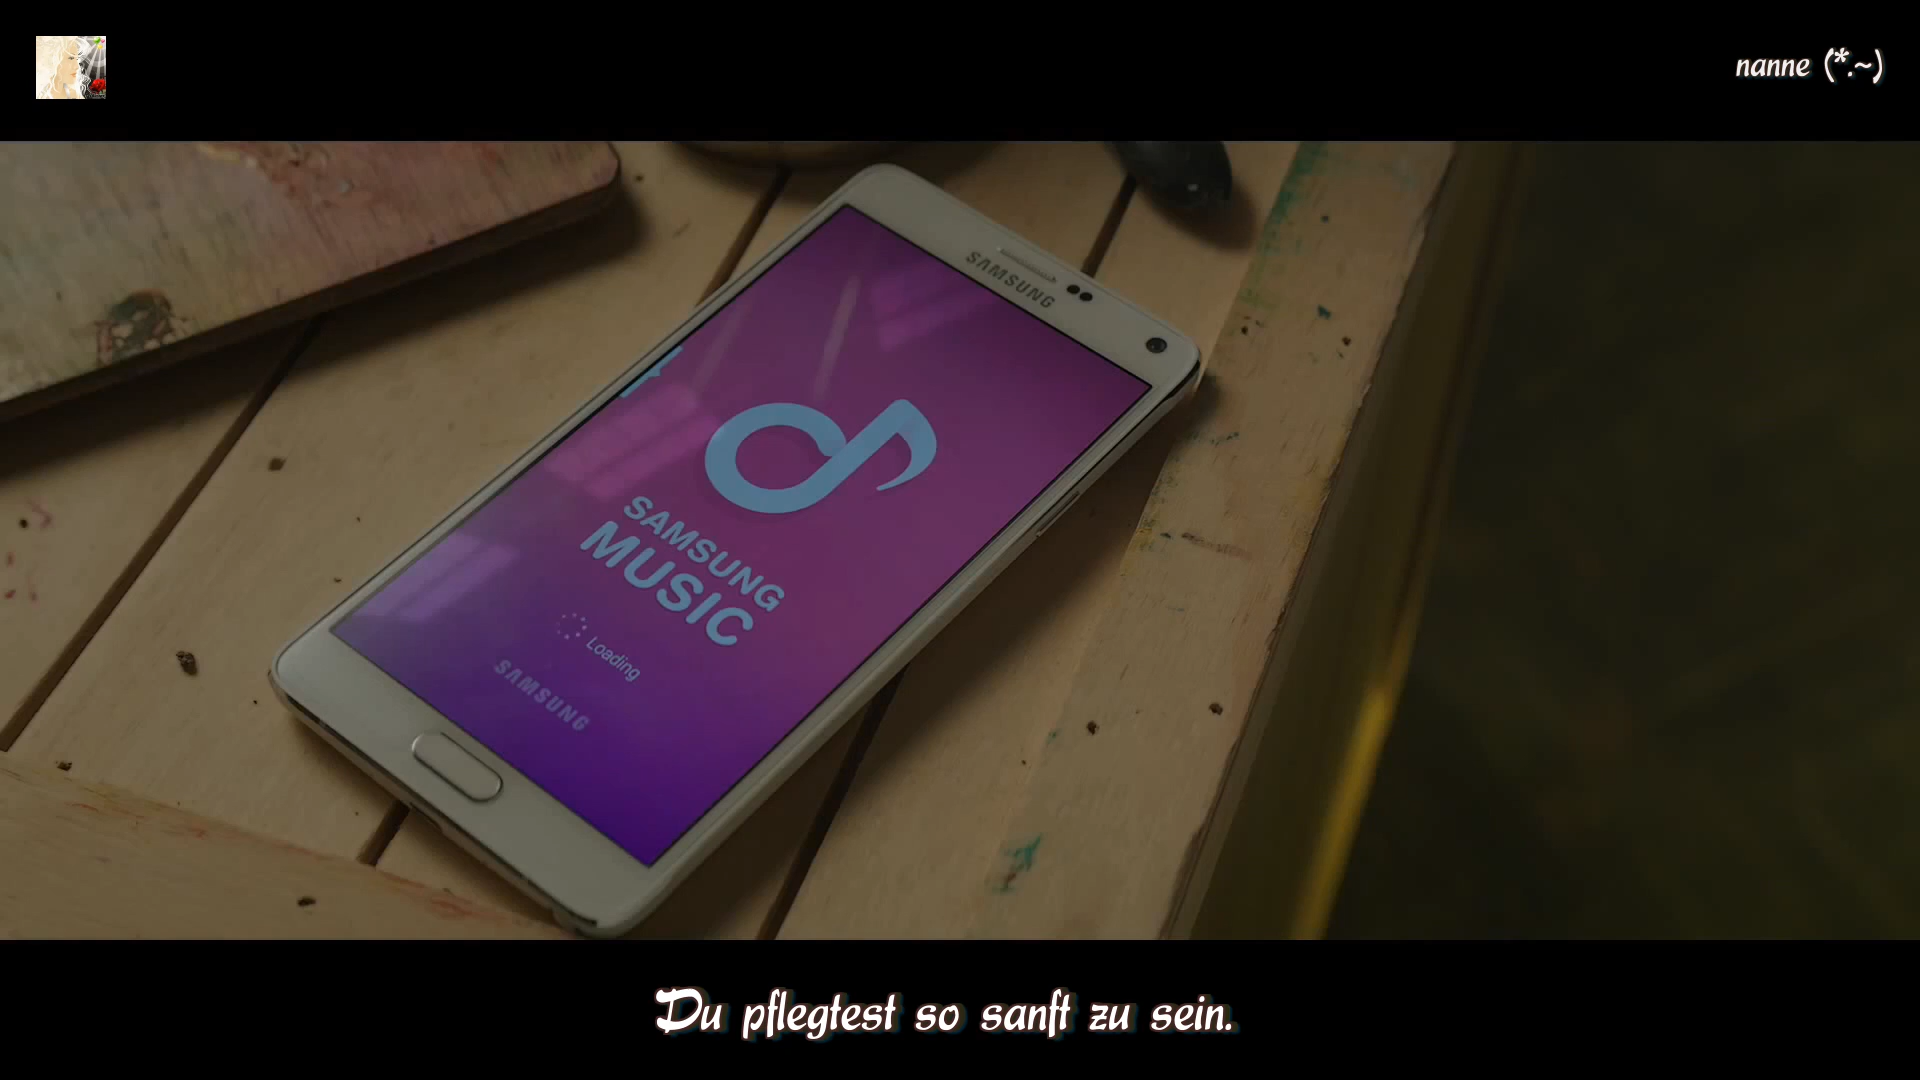 nanne (*.~)
SAMSUNG
SAMSUNG
MUSIC
Loading
SAMSUNG
Du pflegtest so sanft zu sein.